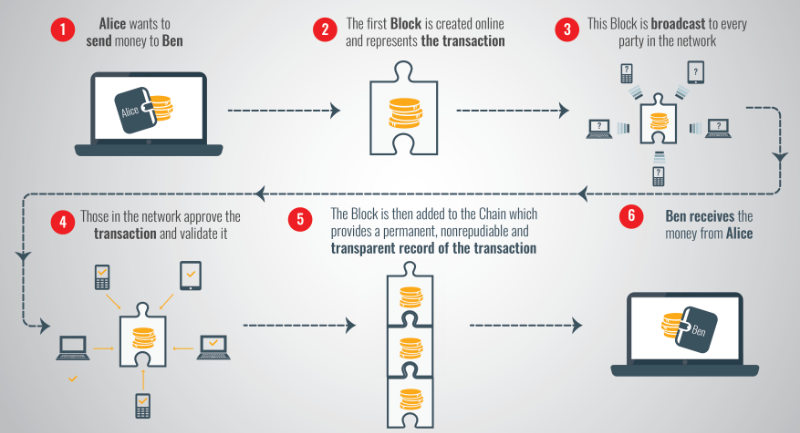 1
Alice wants to
send money to Ben
2
The first Block is created online
and represents the transaction
3
This Block is broadcast to every
party in the network
Alice
?
?
?
?
?
4
Those in the network approve the
transaction and validate it
5
The Block is then added to the Chain which
provides a permanent, nonrepudiable and
transparent record of the transaction
6
Ben receives the
money from Alice
Ben